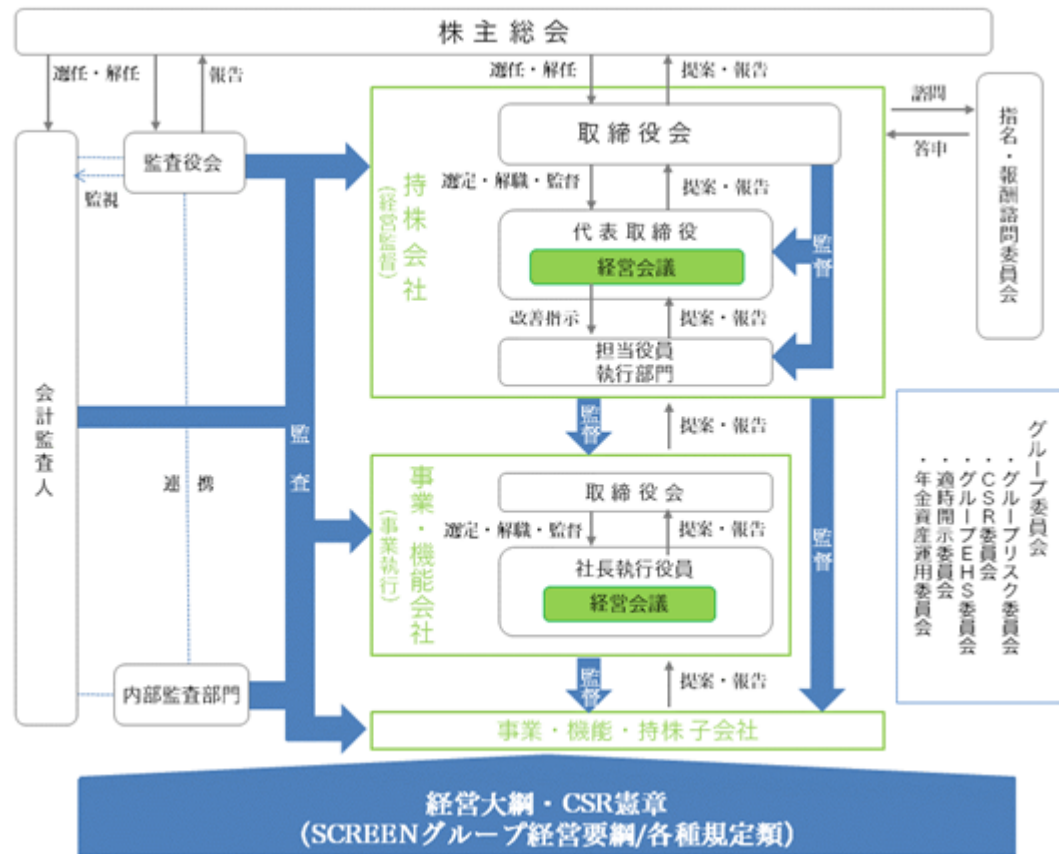 株主総会
選任・解任
報告
選任・解任
提案・報告
諮問
答申
指名・報酬諮問委員会
監査役会
監視
持株会社
(経営監督)
取締役会
選定・解職・監督
提案・報告
代表取締役
経営会議
監督
改善指示
提案・報告
担当役員
執行部門
会計監査人
監査
連携
監督
提案・報告
監督
事業・機能会社
(事業執行)
取締役会
選定・解職・監督
提案・報告
社長執行役員
経営会議
グループ委員会
・グループリスク委員会
・CSR委員会
・グループEHS委員会
・適時開示委員会
・年金資産運用委員会
内部監査部門
監督
提案・報告
事業・機能・持株子会社
経営大綱・CSR憲章
(SCREENグループ経営要綱/各種規定類)